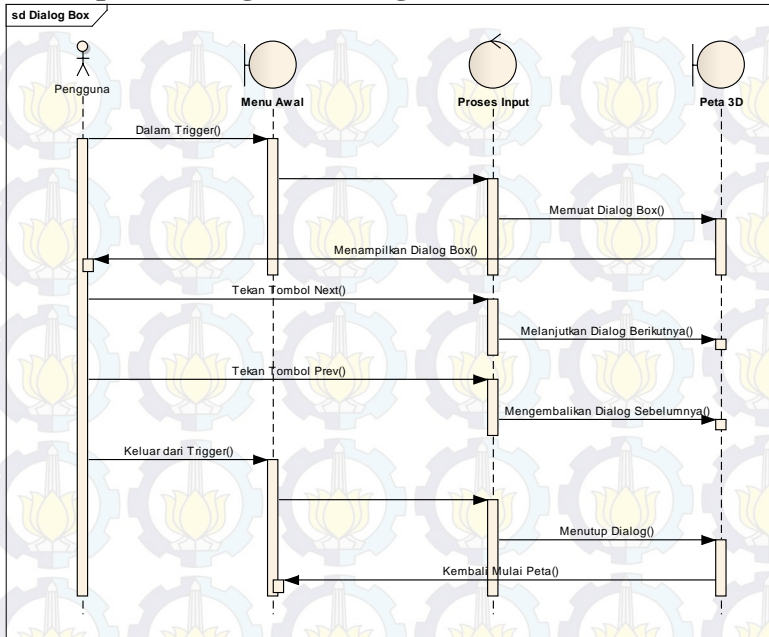 sd Dialog Box
Pengguna
Menu Awal
Proses Input
Peta 3D
Dalam Trigger()
Memuat Dialog Box()
Menampilkan Dialog Box()
Tekan Tombol Next()
Melanjutkan Dialog Berikutnya()
Tekan Tombol Prev()
Mengembalikan Dialog Sebelumnya()
Keluar dari Trigger()
Menutup Dialog()
Kembali Mulai Peta()